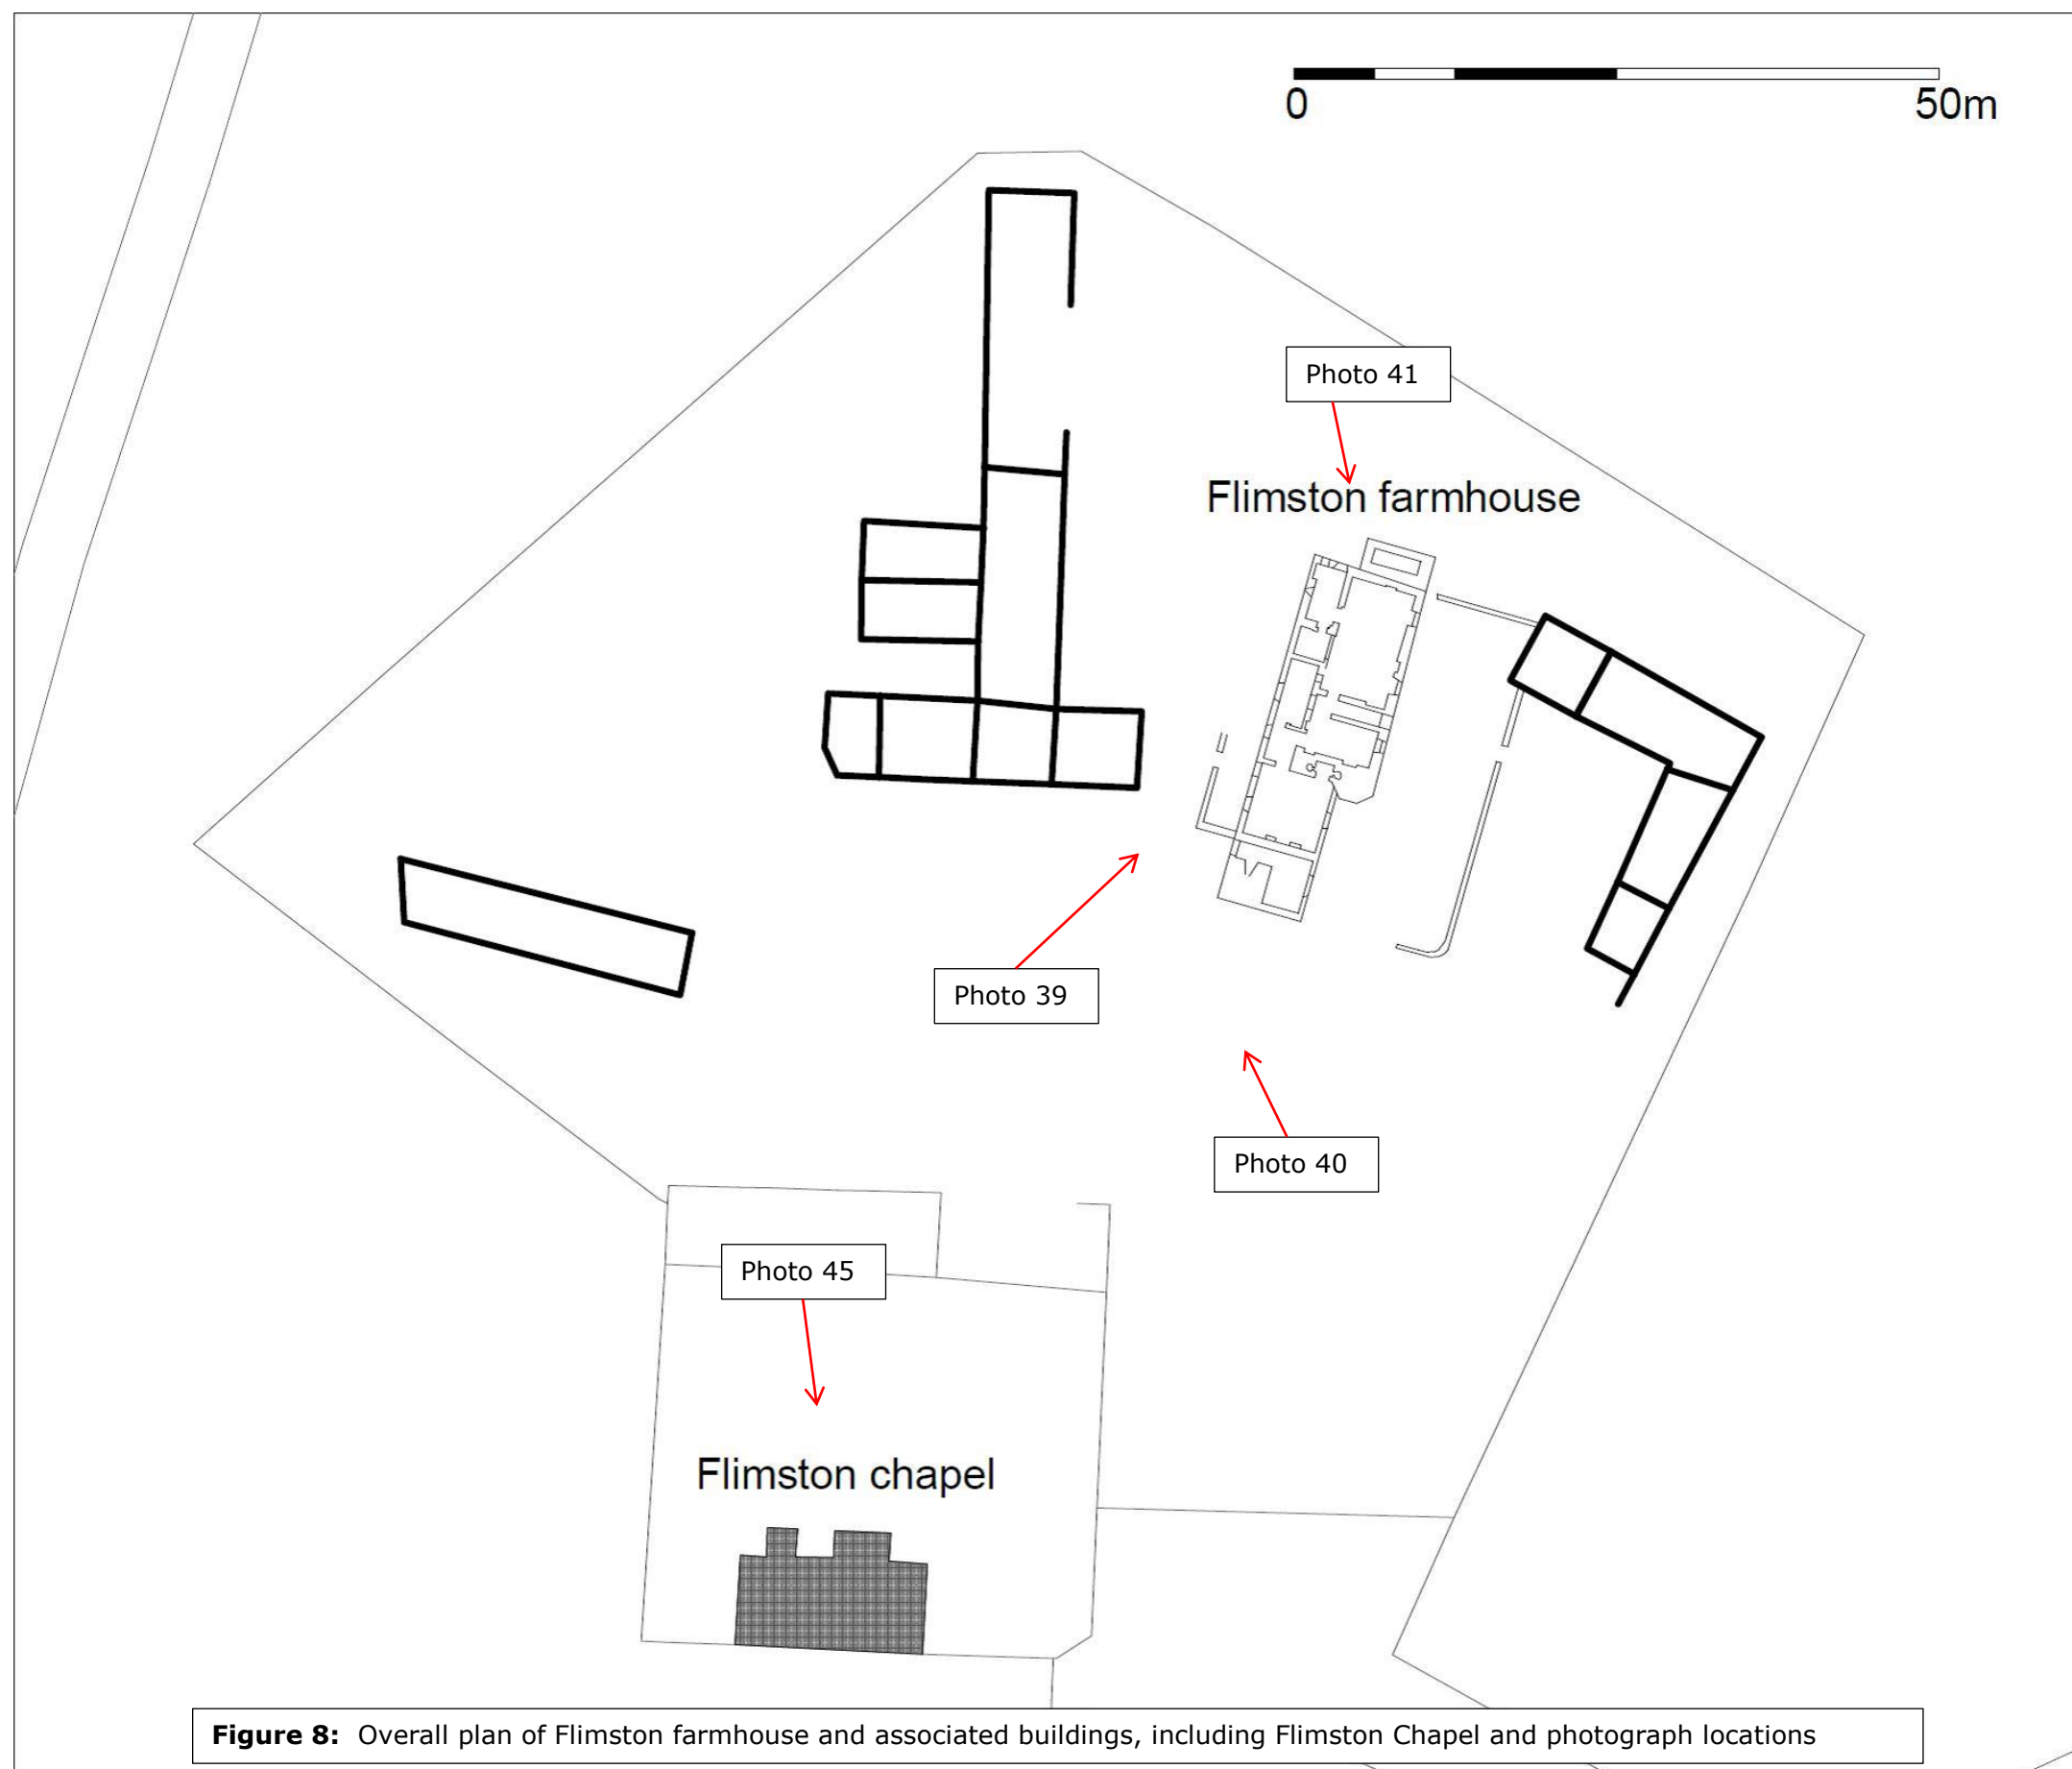 0 50m
Photo 41
Flimston farmhouse
Photo 39
Photo 40
Photo 45
Flimston chapel
Figure 8: Overall plan of Flimston farmhouse and associated buildings, including Flimston Chapel and photograph locations